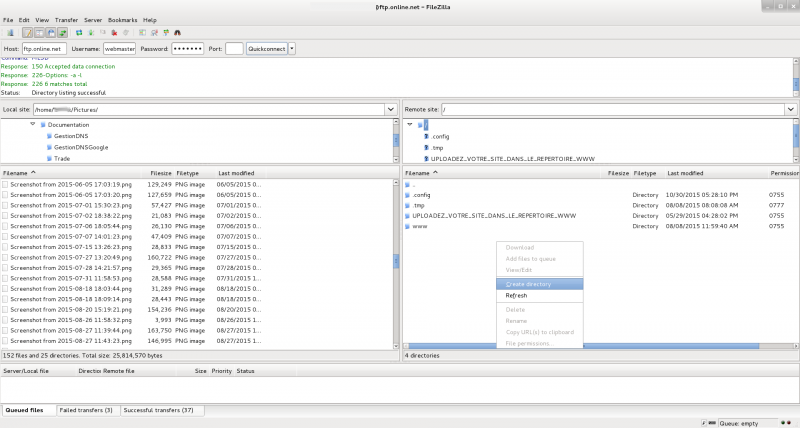 ftp.online.net ~ FileZilla
File Edit View Transfer Server Bookmarks Help
Host: ftp.online.net Username: webmaster Password: ••••••• Port: Quickconnect
Response: 150 Accepted data connection
Response: 226-Options: -a -l
Response: 226 6 matches total
Status: Directory listing successful
Local site: /home/ /Pictures/
Remote site: /
Documentation
GestionDNS
GestionDNSGoogle
Trade
/
.config
.tmp
UPLOADEZ_VOTRE_SITE_DANS_LE_REPERTOIRE_WWW
Filename Filesize Filetype Last modified
Screenshot from 2015-06-05 17:03:19.png 129,249 PNG image 06/05/2015 0...
Screenshot from 2015-06-05 17:03:20.png 127,659 PNG image 06/05/2015 0...
Screenshot from 2015-07-01 15:30:23.png 57,427 PNG image 07/01/2015 0...
Screenshot from 2015-07-02 18:38:22.png 21,083 PNG image 07/02/2015 0...
Screenshot from 2015-07-06 18:05:44.png 26,130 PNG image 07/06/2015 0...
Screenshot from 2015-07-07 14:01:23.png 47,409 PNG image 07/07/2015 0...
Screenshot from 2015-07-15 13:26:23.png 28,833 PNG image 07/15/2015 0...
Screenshot from 2015-07-27 13:20:49.png 160,722 PNG image 07/27/2015 0...
Screenshot from 2015-07-28 14:21:57.png 29,365 PNG image 07/28/2015 0...
Screenshot from 2015-07-31 11:58:53.png 28,588 PNG image 07/31/2015 1...
Screenshot from 2015-08-18 18:03:44.png 31,289 PNG image 08/18/2015 0...
Screenshot from 2015-08-18 18:09:14.png 28,443 PNG image 08/18/2015 0...
Screenshot from 2015-08-20 15:19:21.png 154,236 PNG image 08/20/2015 0...
Screenshot from 2015-08-26 11:58:32.png 3,993 PNG image 08/26/2015 1...
Screenshot from 2015-08-27 11:39:44.png 163,750 PNG image 08/27/2015 1...
Screenshot from 2015-08-27 11:43:23.png 146,995 PNG image 08/27/2015 1...
152 files and 25 directories. Total size: 25,814,570 bytes
Filename Filesize Filetype Last modified Permission
..
.config Directory 10/30/2015 05:28:10 PM 0755
.tmp Directory 08/08/2015 08:08:08 AM 0777
UPLOADEZ_VOTRE_SITE_DANS_LE_REPERTOIRE_WWW Directory 05/29/2015 04:28:02 PM 0755
www Directory 08/08/2015 11:59:40 AM 0755
Download
Add files to queue
View/Edit
Create directory
Refresh
Delete
Rename
Copy URL(s) to clipboard
File permissions...
4 directories
Server/Local file Directio Remote file Size Priority Status
Queued files Failed transfers (3) Successful transfers (37)
Queue: empty